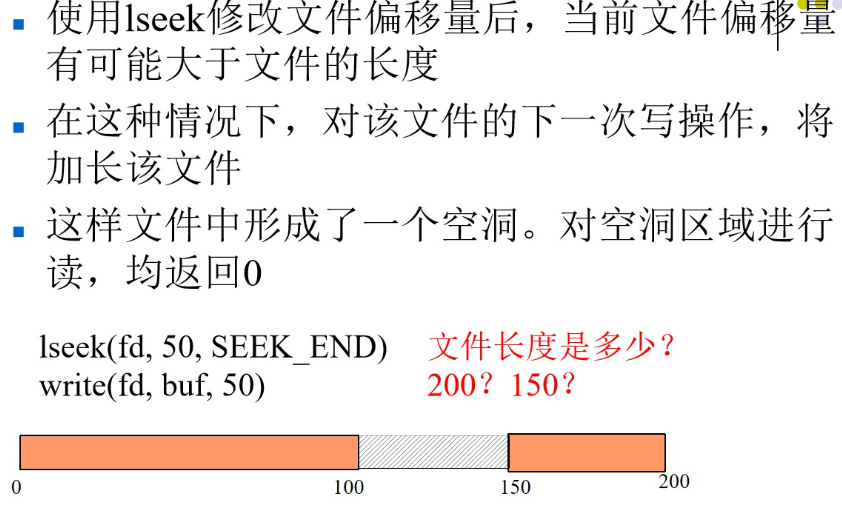 使用lseek修改文件偏移量后，当前文件偏移量
有可能大于文件的长度
在这种情况下，对该文件的下一次写操作，将
加长该文件
这样文件中形成了一个空洞。对空洞区域进行
读，均返回0
lseek(fd, 50, SEEK_END) 文件长度是多少？
write(fd, buf, 50) 200？150？
0 100 150 200